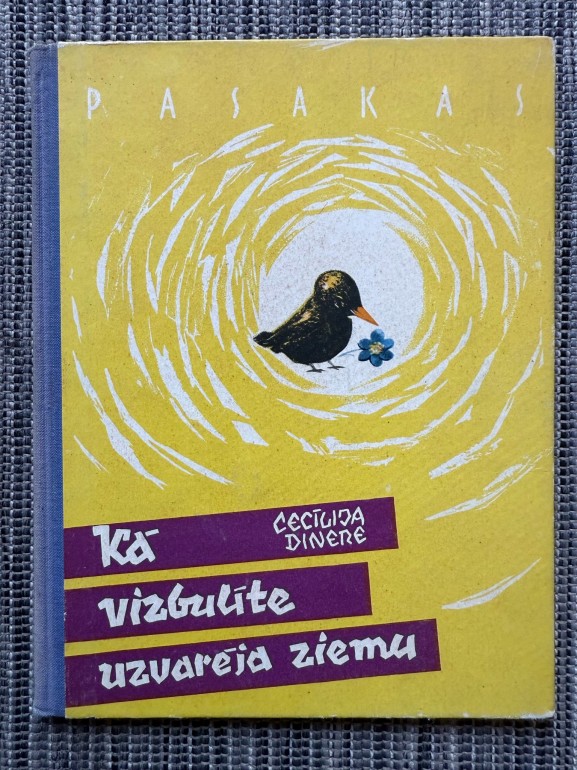 PASAKAS
Kā
CECĪLIJA
DINERE
vizbulīte
uzvarēja ziemu